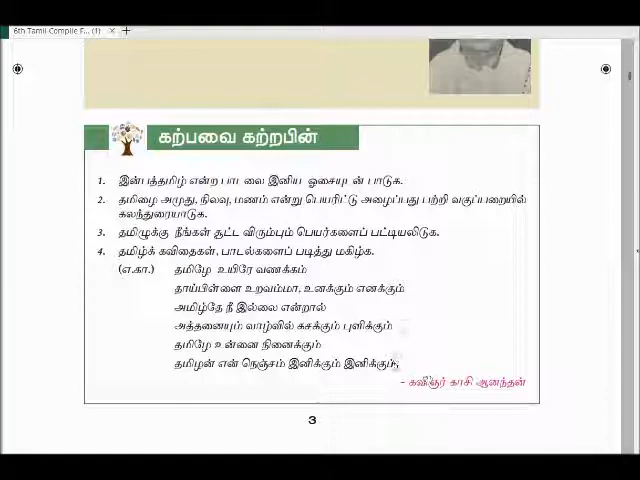 6th Tamil Compile F... (1)
கற்பவை கற்றபின்
1. இன்பத்தமிழ் என்ற பாடலை இனிய ஓசையுடன் பாடுக.
2. தமிழை அமுது, நிலவு, மணம் என்று பெயரிட்டு அழைப்பது பற்றி வகுப்பறையில்
கலந்துரையாடுக.
3. தமிழுக்கு நீங்கள் சூட்ட விரும்பும் பெயர்களைப் பட்டியலிடுக.
4. தமிழ்க் கவிதைகள், பாடல்களைப் படித்து மகிழ்க.
(எ.கா.) தமிழே உயிரே வணக்கம்
தாய்பிள்ளை உறவம்மா, உனக்கும் எனக்கும்
அமிழ்தே நீ இல்லை என்றால்
அத்தனையும் வாழ்வில் கசக்கும் புளிக்கும்
தமிழே உன்னை நினைக்கும்
தமிழன் என் நெஞ்சம் இனிக்கும் இனிக்கும்,
- கவிஞர் காசி ஆனந்தன்
3